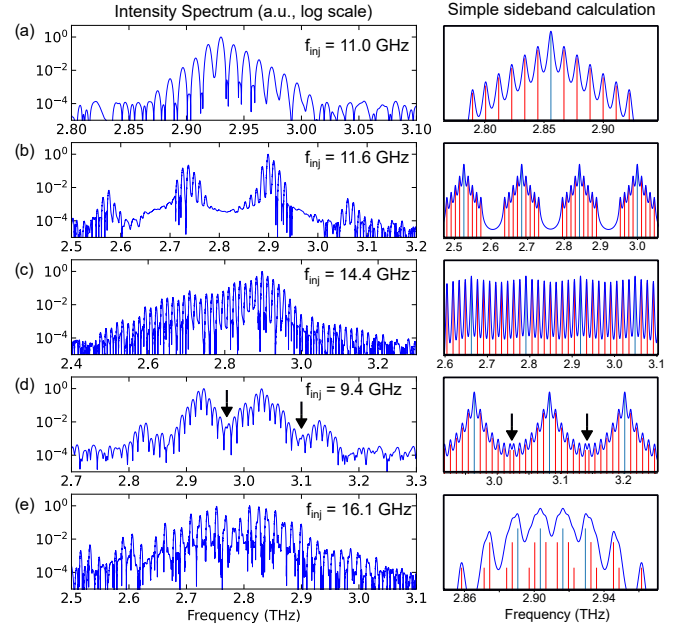 Intensity Spectrum (a.u., log scale)
Simple sideband calculation
(a)
f_inj = 11.0 GHz
10^0
10^-2
10^-4
2.80 2.85 2.90 2.95 3.00 3.05 3.10
2.80 2.85 2.90
(b)
f_inj = 11.6 GHz
10^0
10^-2
10^-4
2.5 2.6 2.7 2.8 2.9 3.0 3.1 3.2
2.5 2.6 2.7 2.8 2.9 3.0
(c)
f_inj = 14.4 GHz
10^0
10^-2
10^-4
2.4 2.6 2.8 3.0 3.2
2.6 2.7 2.8 2.9 3.0 3.1
(d)
f_inj = 9.4 GHz
10^0
10^-2
10^-4
2.7 2.8 2.9 3.0 3.1 3.2 3.3
3.0 3.1 3.2
(e)
f_inj = 16.1 GHz
10^0
10^-2
10^-4
2.5 2.6 2.7 2.8 2.9 3.0 3.1 3.2
2.86 2.90 2.94
Frequency (THz)
Frequency (THz)